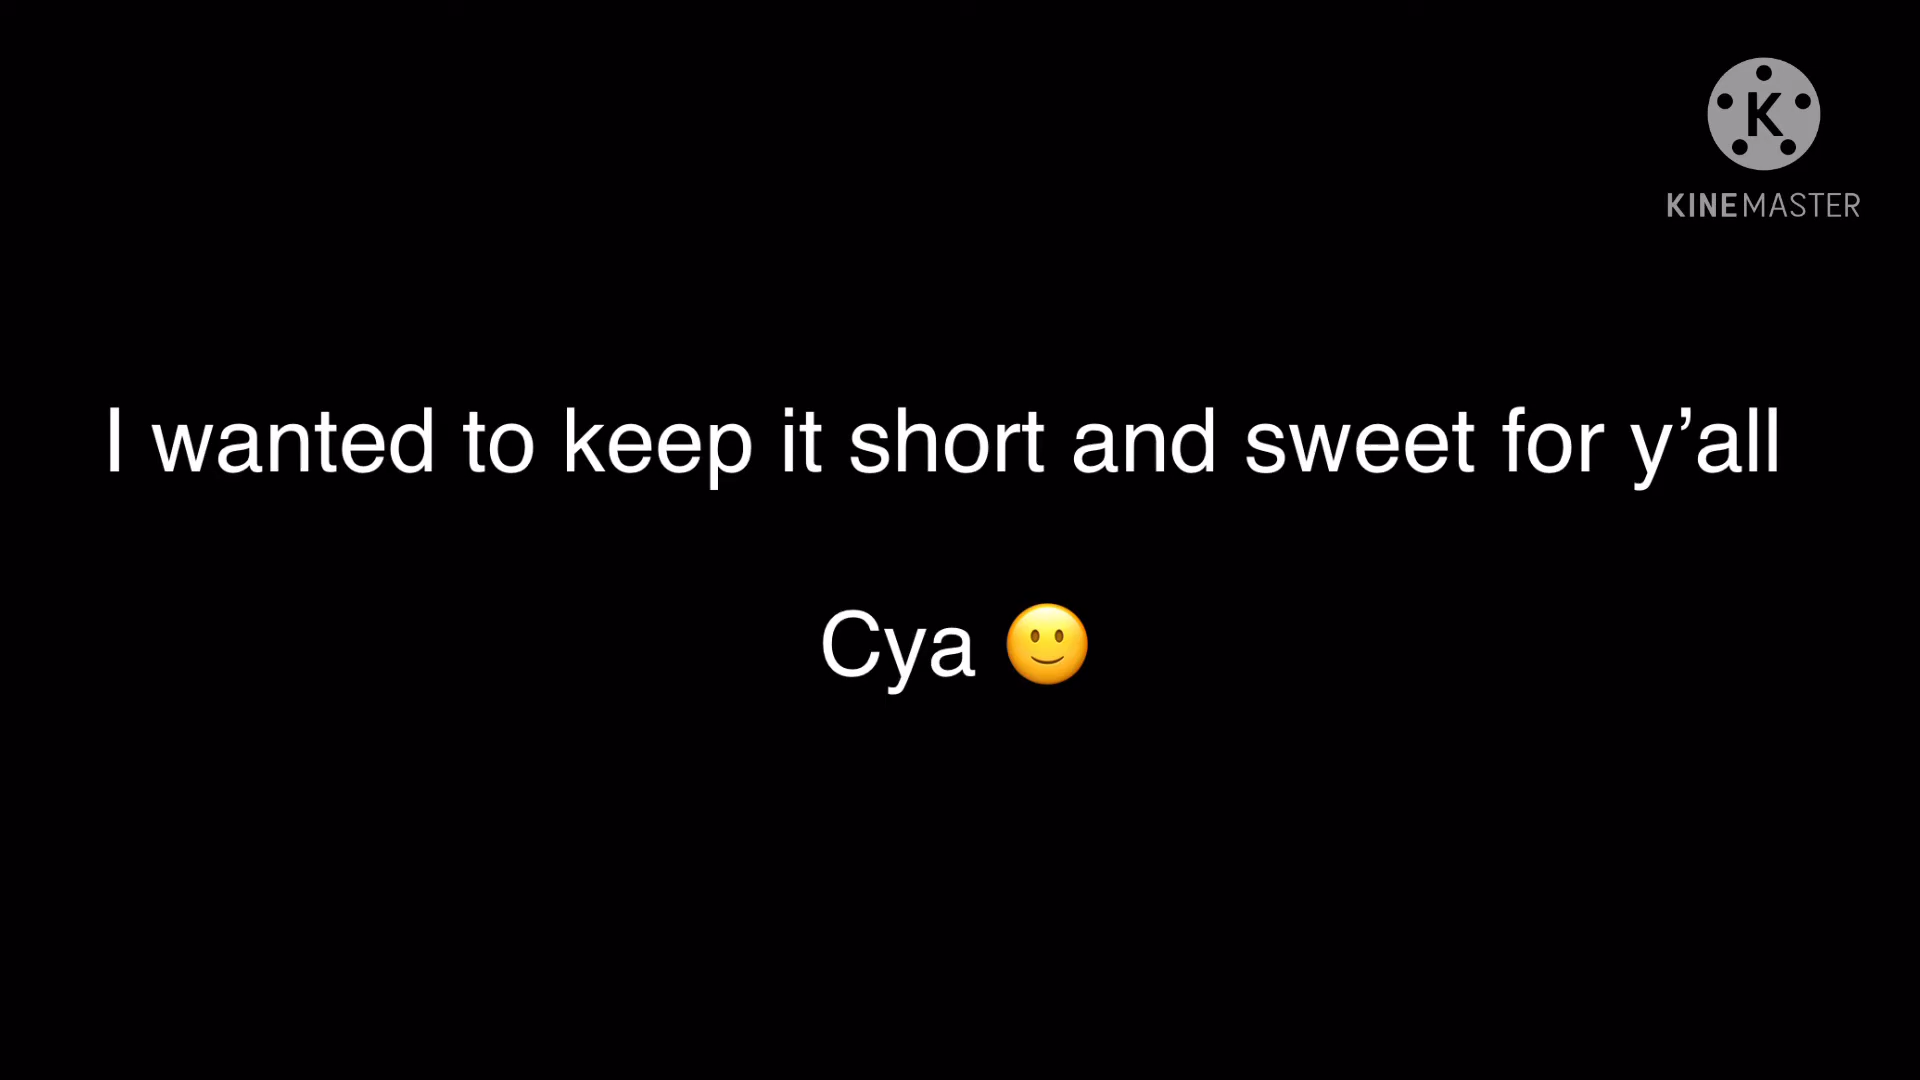 K
KINEMASTER
I wanted to keep it short and sweet for y’all
Cya 🙂